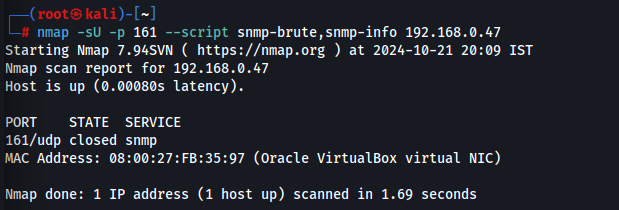 ┌──(root㉿kali)-[~]
└─# nmap -sU -p 161 --script snmp-brute,snmp-info 192.168.0.47
Starting Nmap 7.94SVN ( https://nmap.org ) at 2024-10-21 20:09 IST
Nmap scan report for 192.168.0.47
Host is up (0.00080s latency).

PORT    STATE  SERVICE
161/udp closed snmp
MAC Address: 08:00:27:FB:35:97 (Oracle VirtualBox virtual NIC)

Nmap done: 1 IP address (1 host up) scanned in 1.69 seconds